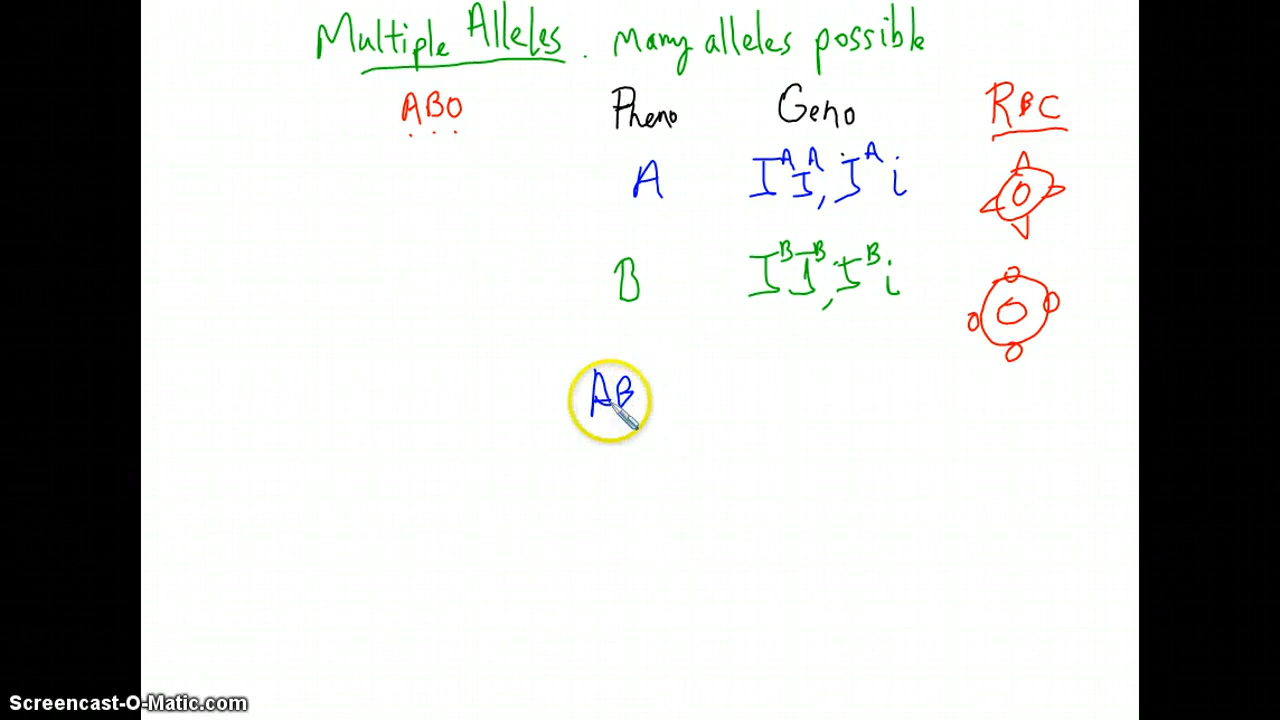 Multiple Alleles. Many alleles possible
ABO Pheno Geno RBC
A IᴬIᴬ, Iᴬi
B IᴮIᴮ, Iᴮi
AB
Screencast-O-Matic.com